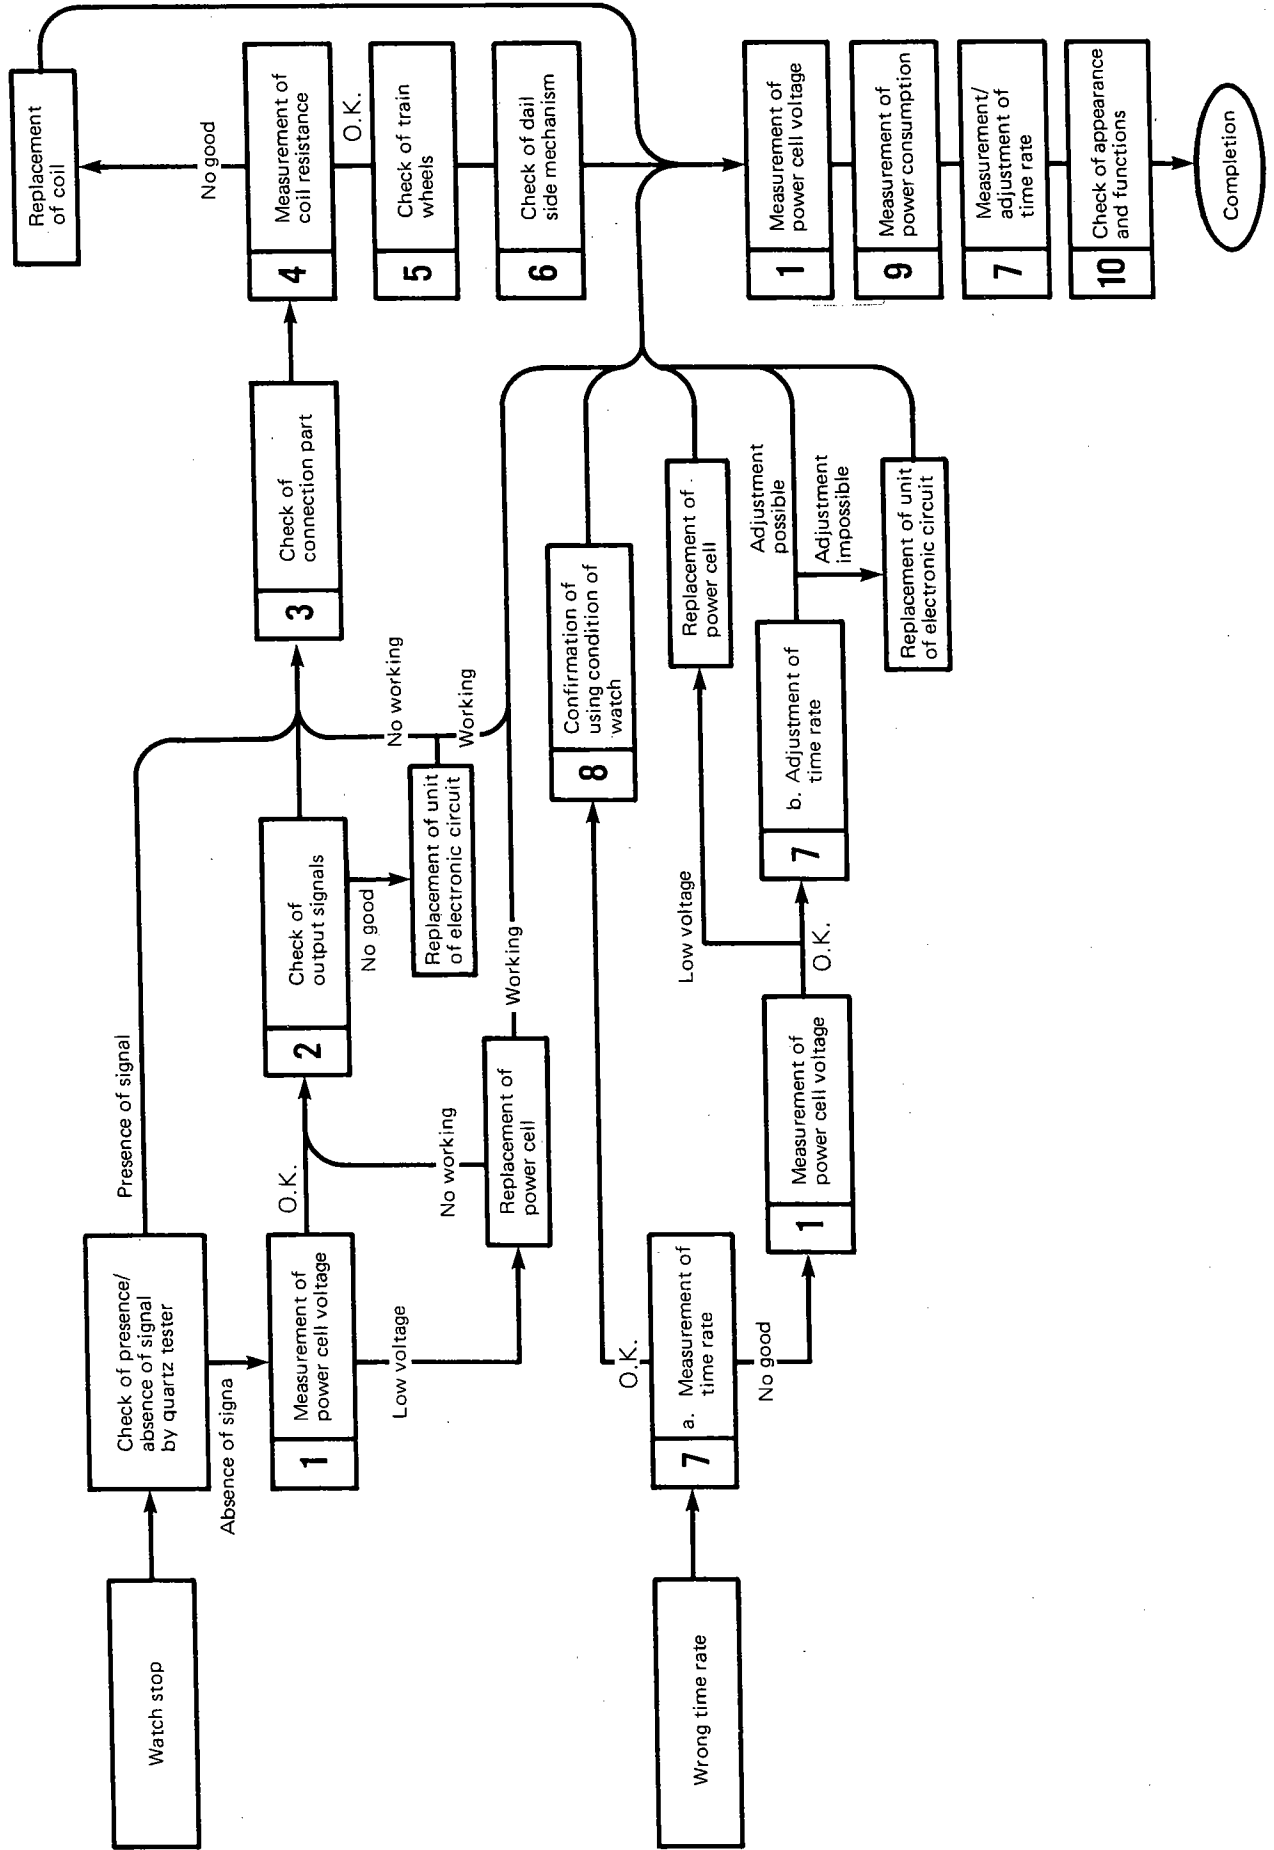 Watch stop
Check of presence/
absence of signal
by quartz tester
Presence of signal
Absence of signa
1
Measurement of
power cell voltage
O.K.
Low voltage
Replacement of
power cell
No working
Working
2
Check of
output signals
No good
Replacement of unit
of electronic circuit
No working
Working
3
Check of
connection part
4
Measurement of
coil resistance
No good
Replacement
of coil
O.K.
5
Check of train
wheels
6
Check of dail
side mechanism
Wrong time rate
7
a. Measurement of
time rate
O.K.
No good
8
Confirmation of
using condition of
watch
1
Measurement of
power cell voltage
Low voltage
O.K.
Replacement of
power cell
7
b. Adjustment of
time rate
Adjustment
possible
Adjustment
impossible
Replacement of unit
of electronic circuit
1
Measurement of
power cell voltage
9
Measurement of
power consumption
7
Measurement/
adjustment of
time rate
10
Check of appearance
and functions
Completion